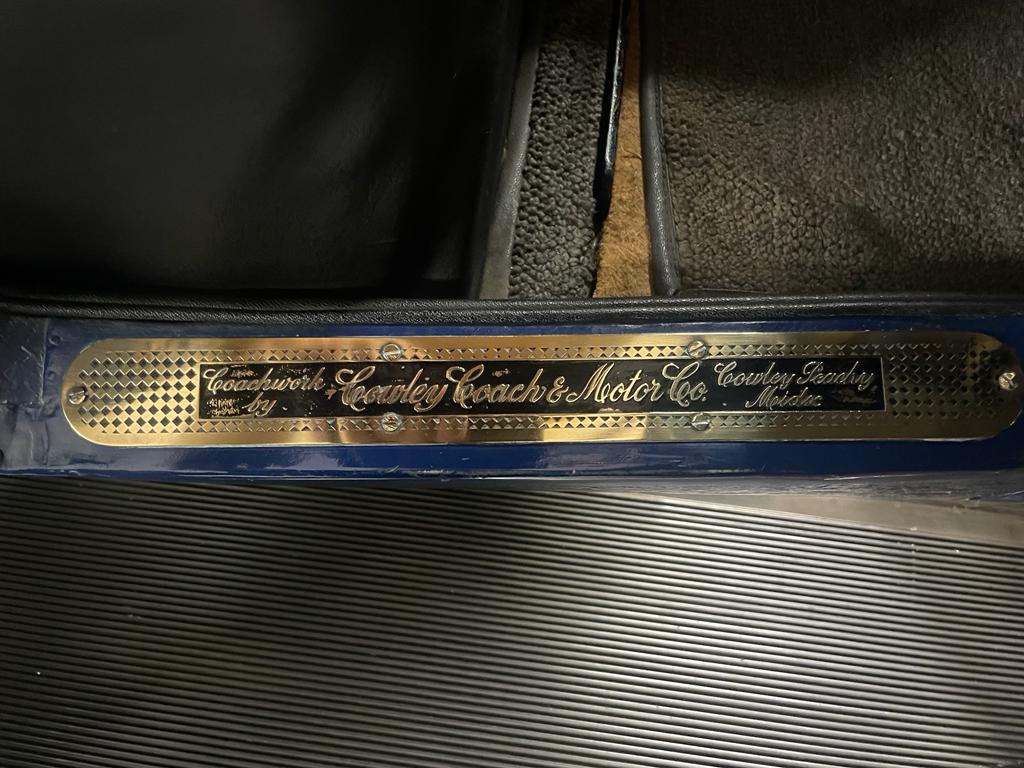 Coachwork
by
Cowley Coach & Motor Co.
Cowley Peachy
Middx